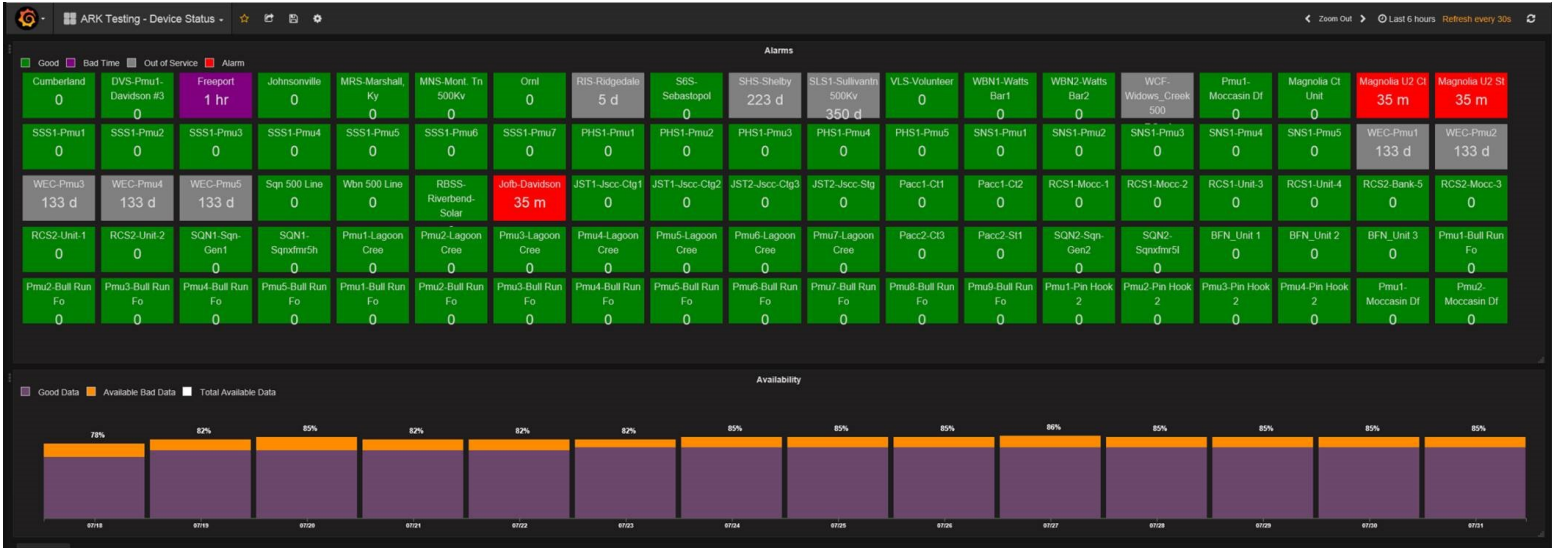 ARK Testing - Device Status
Zoom Out Last 6 hours Refresh every 30s
Alarms
Good Bad Time Out of Service Alarm
Cumberland
0
DVS-Pmu1-
Davidson #3
0
Freeport
1 hr
Johnsonville
0
MRS-Marshall,
Ky
0
MNS-Mont. Tn
500Kv
0
Ornl
0
RIS-Ridgedale
5 d
S6S-
Sebastopol
0
SHS-Shelby
223 d
SLS1-Sullivantn
500Kv
350 d
VLS-Volunteer
0
WBN1-Watts
Bar1
0
WBN2-Watts
Bar2
0
WCF-
Widows_Creek
500
Pmu1-
Moccasin Df
0
Magnolia Ct
Unit
0
Magnolia U2 Ct
35 m
Magnolia U2 St
35 m
SSS1-Pmu1
0
SSS1-Pmu2
0
SSS1-Pmu3
0
SSS1-Pmu4
0
SSS1-Pmu5
0
SSS1-Pmu6
0
SSS1-Pmu7
0
PHS1-Pmu1
0
PHS1-Pmu2
0
PHS1-Pmu3
0
PHS1-Pmu4
0
PHS1-Pmu5
0
SNS1-Pmu1
0
SNS1-Pmu2
0
SNS1-Pmu3
0
SNS1-Pmu4
0
SNS1-Pmu5
0
WEC-Pmu1
133 d
WEC-Pmu2
133 d
WEC-Pmu3
133 d
WEC-Pmu4
133 d
WEC-Pmu5
133 d
Sqn 500 Line
0
Wbn 500 Line
0
RBSS-
Riverbend-
Solar
Jofb-Davidson
35 m
JST1-Jscc-Ctg1
0
JST1-Jscc-Ctg2
0
JST2-Jscc-Ctg3
0
JST2-Jscc-Stg
0
Pacc1-Ct1
0
Pacc1-Ct2
0
RCS1-Mocc-1
0
RCS1-Mocc-2
0
RCS1-Unit-3
0
RCS1-Unit-4
0
RCS2-Bank-5
0
RCS2-Mocc-3
0
RCS2-Unit-1
0
RCS2-Unit-2
0
SQN1-Sqn-
Gen1
0
SQN1-
Sqnxfmr5h
0
Pmu1-Lagoon
Cree
0
Pmu2-Lagoon
Cree
0
Pmu3-Lagoon
Cree
0
Pmu4-Lagoon
Cree
0
Pmu5-Lagoon
Cree
0
Pmu6-Lagoon
Cree
0
Pmu7-Lagoon
Cree
0
Pacc2-Ct3
0
Pacc2-St1
0
SQN2-Sqn-
Gen2
0
SQN2-
Sqnxfmr5l
0
BFN_Unit 1
0
BFN_Unit 2
0
BFN_Unit 3
0
Pmu1-Bull Run
Fo
0
Pmu2-Bull Run
Fo
0
Pmu3-Bull Run
Fo
0
Pmu4-Bull Run
Fo
0
Pmu5-Bull Run
Fo
0
Pmu1-Bull Run
Fo
0
Pmu2-Bull Run
Fo
0
Pmu3-Bull Run
Fo
0
Pmu4-Bull Run
Fo
0
Pmu5-Bull Run
Fo
0
Pmu6-Bull Run
Fo
0
Pmu7-Bull Run
Fo
0
Pmu8-Bull Run
Fo
0
Pmu9-Bull Run
Fo
0
Pmu1-Pin Hook
2
0
Pmu2-Pin Hook
2
0
Pmu3-Pin Hook
2
0
Pmu4-Pin Hook
2
0
Pmu1-
Moccasin Df
0
Pmu2-
Moccasin Df
0
Availability
Good Data Available Bad Data Total Available Data
78% 82% 85% 82% 82% 82% 85% 85% 85% 86% 85% 85% 85% 85%
07/18 07/19 07/20 07/21 07/22 07/23 07/24 07/25 07/26 07/27 07/28 07/29 07/30 07/31